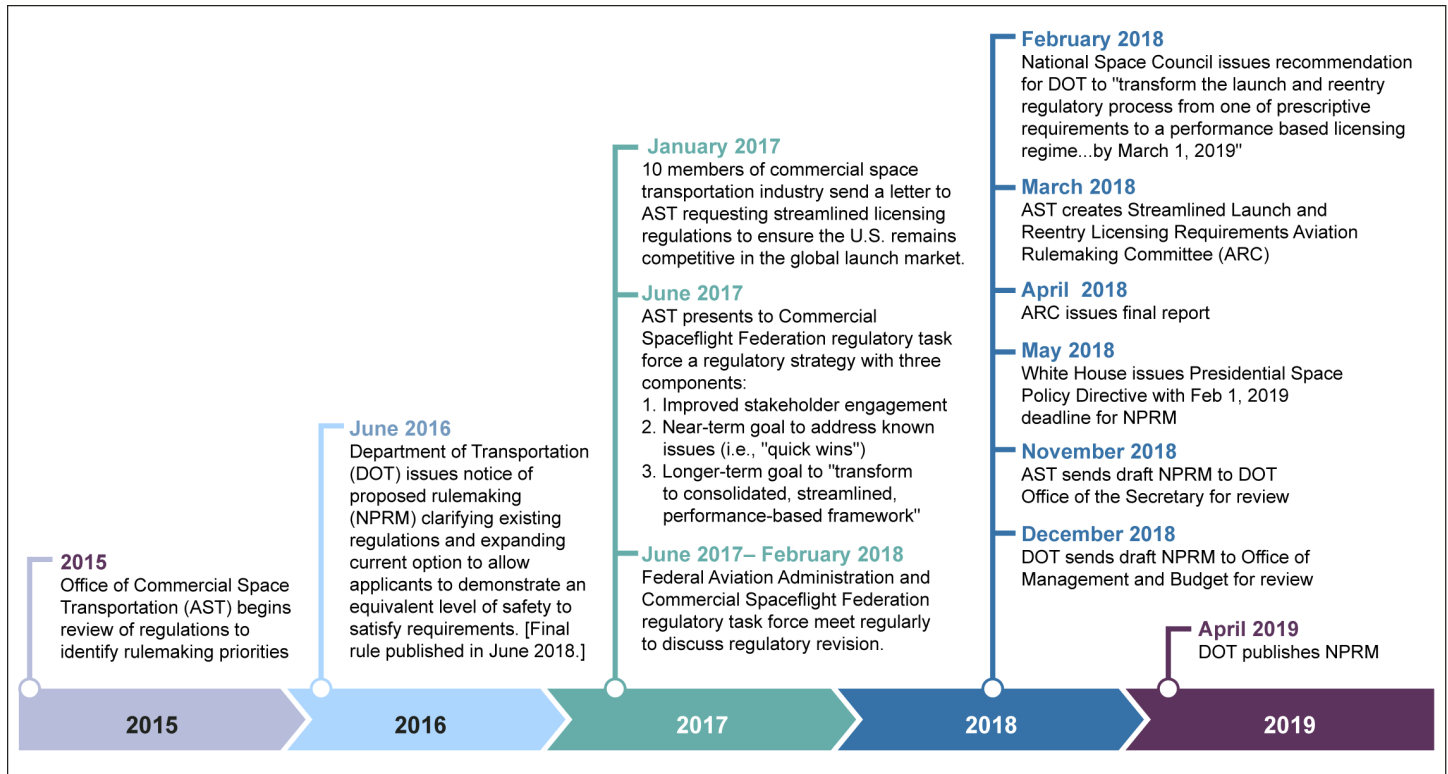 2015
Office of Commercial Space
Transportation (AST) begins
review of regulations to
identify rulemaking priorities
June 2016
Department of Transportation
(DOT) issues notice of
proposed rulemaking
(NPRM) clarifying existing
regulations and expanding
current option to allow
applicants to demonstrate an
equivalent level of safety to
satisfy requirements. [Final
rule published in June 2018.]
January 2017
10 members of commercial space
transportation industry send a letter to
AST requesting streamlined licensing
regulations to ensure the U.S. remains
competitive in the global launch market.
June 2017
AST presents to Commercial
Spaceflight Federation regulatory task
force a regulatory strategy with three
components:
1. Improved stakeholder engagement
2. Near-term goal to address known
issues (i.e., "quick wins")
3. Longer-term goal to "transform
to consolidated, streamlined,
performance-based framework"
June 2017– February 2018
Federal Aviation Administration and
Commercial Spaceflight Federation
regulatory task force meet regularly
to discuss regulatory revision.
February 2018
National Space Council issues recommendation
for DOT to "transform the launch and reentry
regulatory process from one of prescriptive
requirements to a performance based licensing
regime...by March 1, 2019"
March 2018
AST creates Streamlined Launch and
Reentry Licensing Requirements Aviation
Rulemaking Committee (ARC)
April 2018
ARC issues final report
May 2018
White House issues Presidential Space
Policy Directive with Feb 1, 2019
deadline for NPRM
November 2018
AST sends draft NPRM to DOT
Office of the Secretary for review
December 2018
DOT sends draft NPRM to Office of
Management and Budget for review
April 2019
DOT publishes NPRM
2015
2016
2017
2018
2019